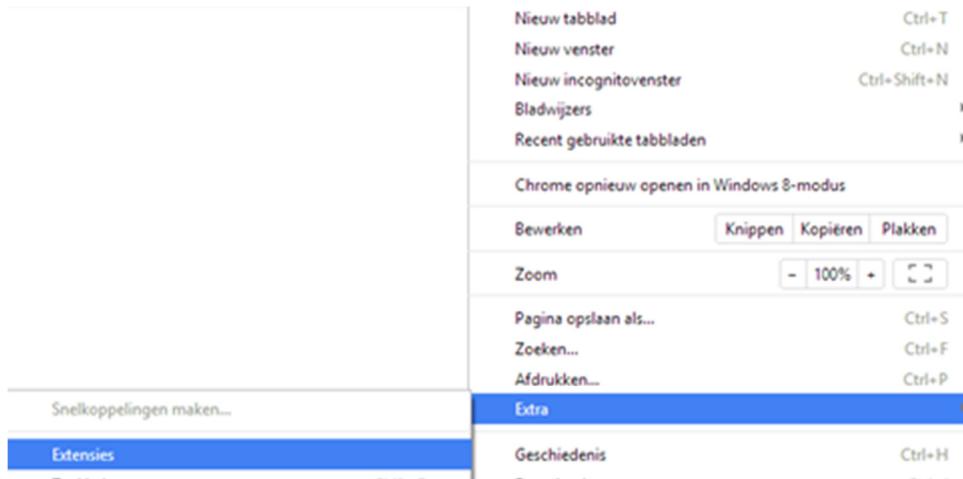 Nieuw tabblad Ctrl+T
Nieuw venster Ctrl+N
Nieuw incognitovenster Ctrl+Shift+N
Bladwijzers
Recent gebruikte tabbladen
Chrome opnieuw openen in Windows 8-modus
Bewerken Knippen Kopiëren Plakken
Zoom - 100% +
Pagina opslaan als... Ctrl+S
Zoeken... Ctrl+F
Afdrukken... Ctrl+P
Extra
Snelkoppelingen maken...
Extensies
Geschiedenis Ctrl+H